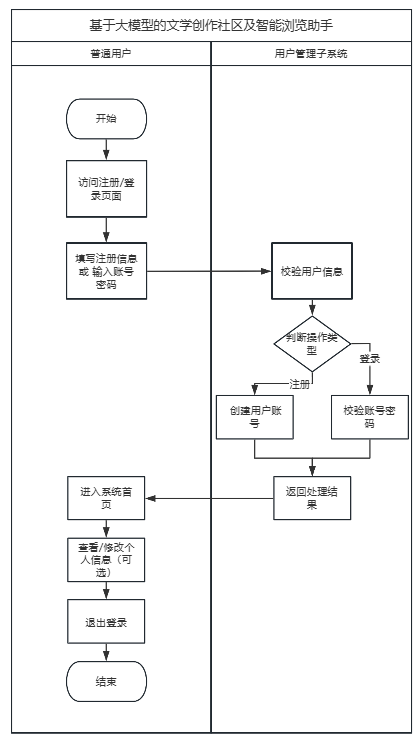 基于大模型的文学创作社区及智能浏览助手
普通用户
用户管理子系统
开始
访问注册/登
录页面
填写注册信息
或 输入账号
密码
校验用户信息
判断操作类
型
登录
注册
创建用户账
号
校验账号密
码
进入系统首
页
返回处理结
果
查看/修改个
人信息（可
选）
退出登录
结束